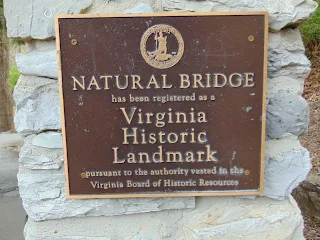 NATURAL BRIDGE
has been registered as a
Virginia
Historic
Landmark
pursuant to the authority vested in the
Virginia Board of Historic Resources